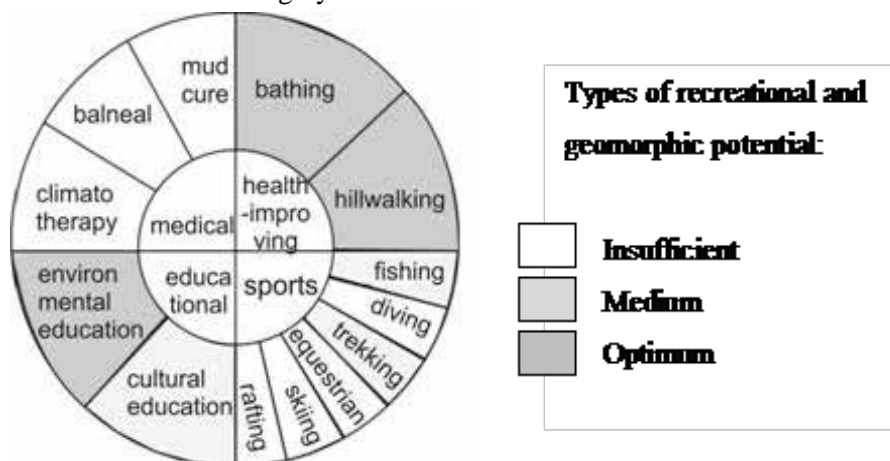 mud
cure
bathing
balneal
hillwalking
climato
therapy
medical
health
-impro
ving
environ
mental
education
educa
tional
sports
fishing
diving
trekking
equestrian
skiing
rafting
cultural
education
Types of recreational and
geomorphic potential:
Insufficient
Medium
Optimum